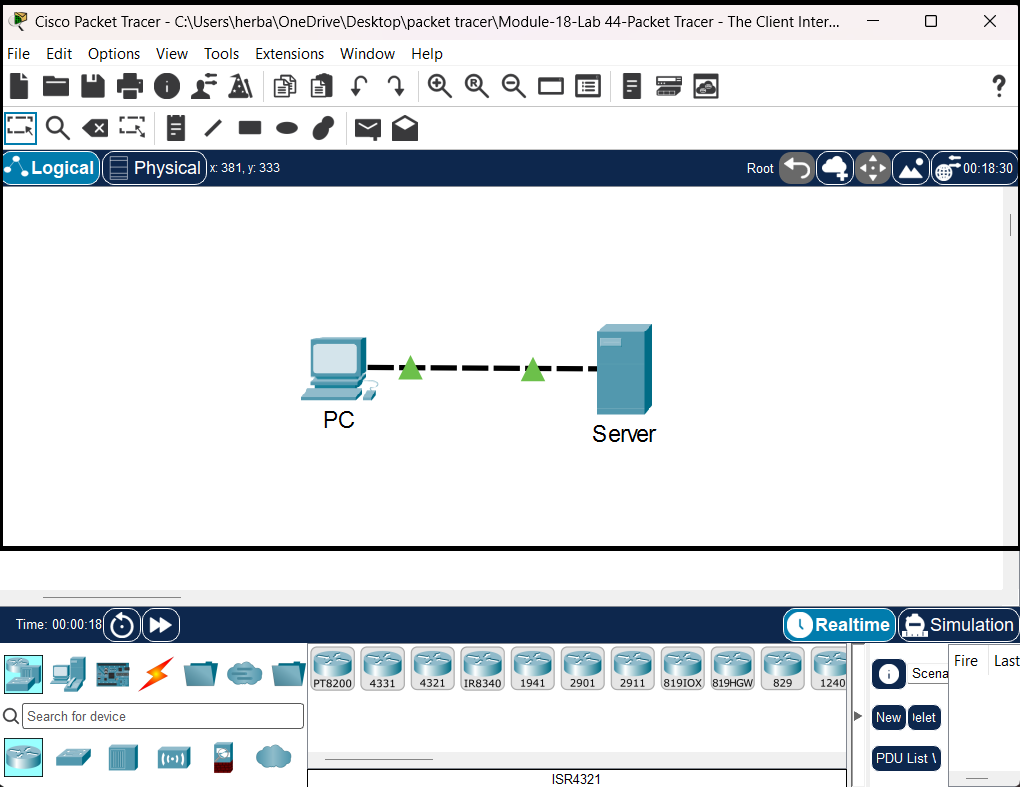 Cisco Packet Tracer - C:\Users\herba\OneDrive\Desktop\packet tracer\Module-18-Lab 44-Packet Tracer - The Client Inter...
File Edit Options View Tools Extensions Window Help
Logical Physical x: 381, y: 333 Root 00:18:30
PC
Server
Time: 00:00:18 Realtime Simulation
PT8200 4331 4321 IR8340 1941 2901 2911 819IOX 819HGW 829 1240
Fire Last
Scena
Search for device
New Delet
PDU List \
ISR4321